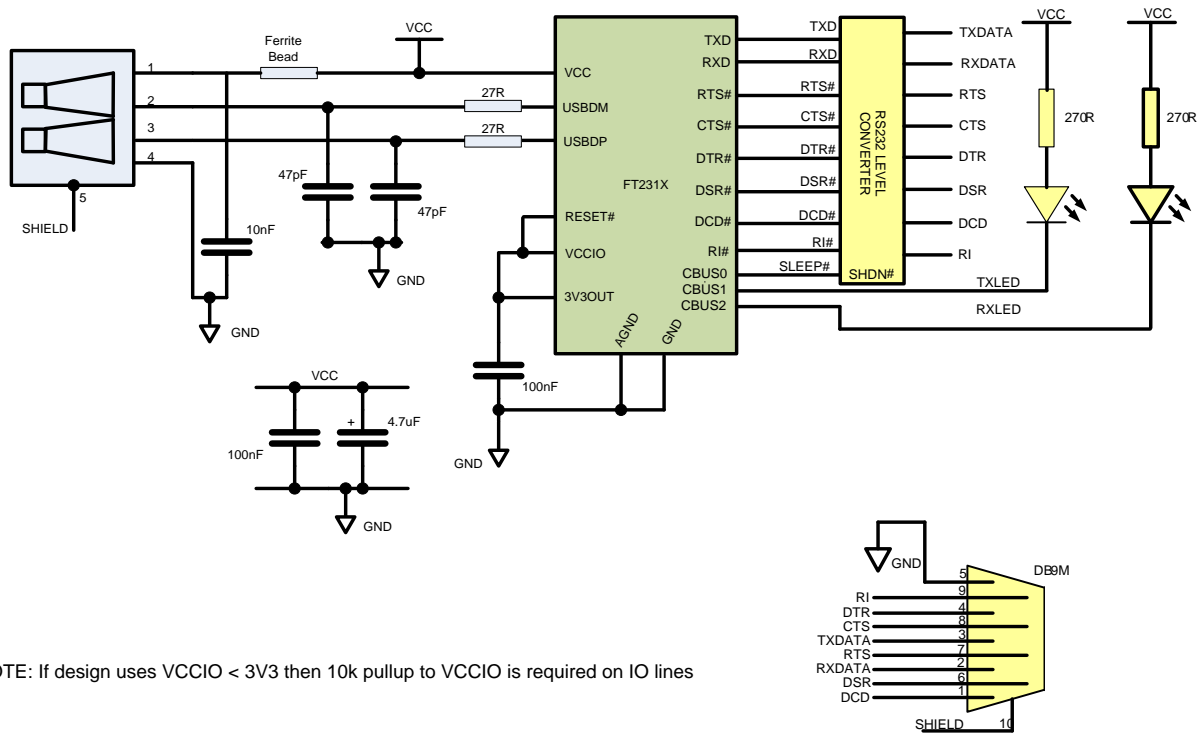 VCC
VCC
VCC
Ferrite
Bead
1
2
3
4
5
SHIELD
27R
27R
47pF
47pF
10nF
GND
GND
VCC
USBDM
USBDP
RESET#
VCCIO
3V3OUT
FT231X
AGND
GND
TXD
RXD
RTS#
CTS#
DTR#
DSR#
DCD#
RI#
CBUS0
CBUS1
CBUS2
TXD
RXD
RTS#
CTS#
DTR#
DSR#
DCD#
RI#
SLEEP#
RS232 LEVEL
CONVERTER
SHDN#
TXDATA
RXDATA
RTS
CTS
DTR
DSR
DCD
RI
TXLED
RXLED
270R
270R
100nF
GND
VCC
100nF
+
4.7uF
GND
GND
DB9M
5
RI 9
DTR 4
CTS 8
TXDATA 3
RTS 7
RXDATA 2
DSR 6
DCD 1
SHIELD 10
OTE: If design uses VCCIO < 3V3 then 10k pullup to VCCIO is required on IO lines